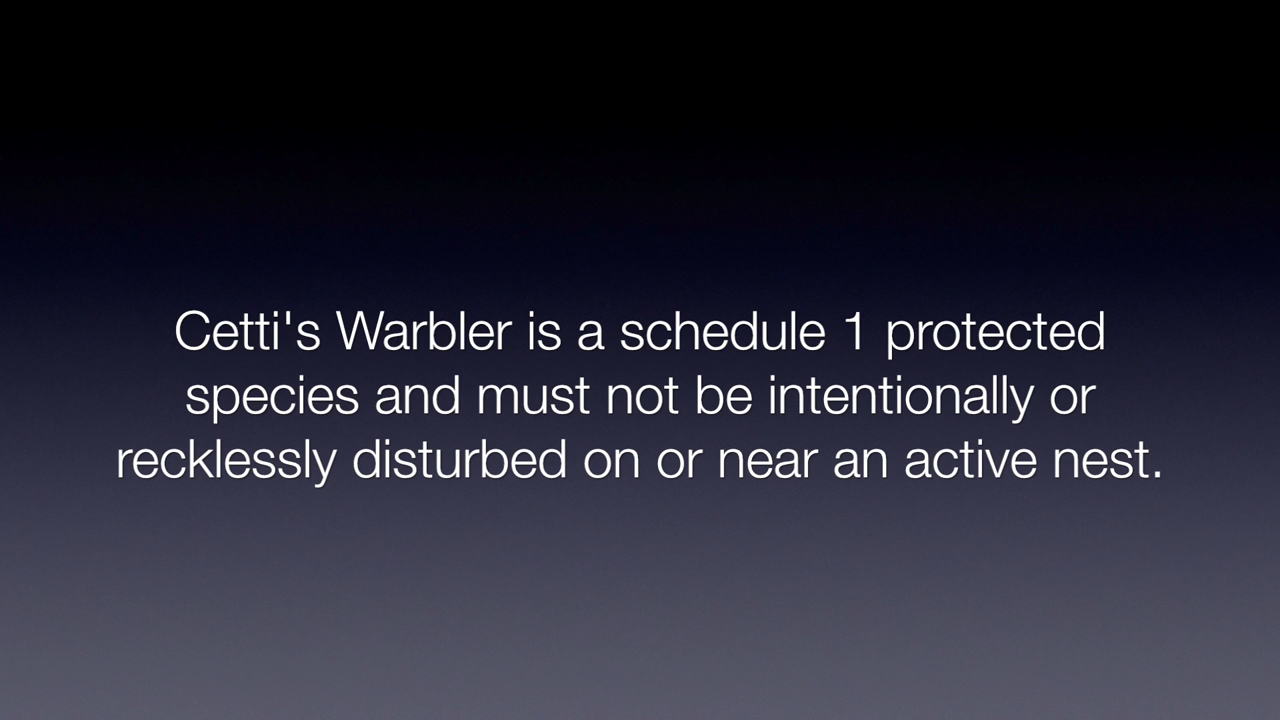 Cetti's Warbler is a schedule 1 protected
species and must not be intentionally or
recklessly disturbed on or near an active nest.